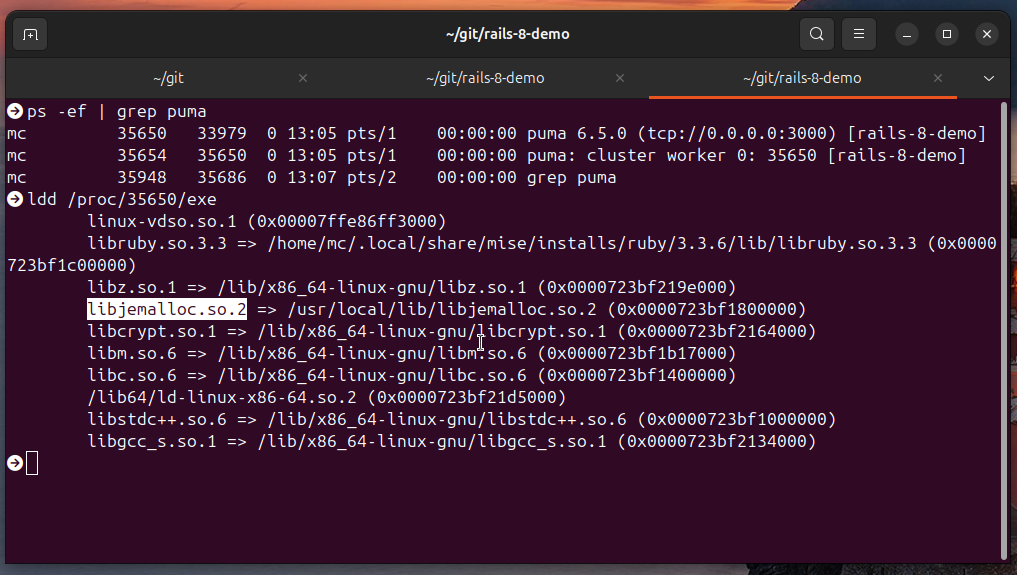 ~/git/rails-8-demo
~/git
~/git/rails-8-demo
~/git/rails-8-demo
ps -ef | grep puma
mc 35650 33979 0 13:05 pts/1 00:00:00 puma 6.5.0 (tcp://0.0.0.0:3000) [rails-8-demo]
mc 35654 35650 0 13:05 pts/1 00:00:00 puma: cluster worker 0: 35650 [rails-8-demo]
mc 35948 35686 0 13:07 pts/2 00:00:00 grep puma
ldd /proc/35650/exe
linux-vdso.so.1 (0x00007ffe86ff3000)
libruby.so.3.3 => /home/mc/.local/share/mise/installs/ruby/3.3.6/lib/libruby.so.3.3 (0x0000
723bf1c00000)
libz.so.1 => /lib/x86_64-linux-gnu/libz.so.1 (0x0000723bf219e000)
libjemalloc.so.2 => /usr/local/lib/libjemalloc.so.2 (0x0000723bf1800000)
libcrypt.so.1 => /lib/x86_64-linux-gnu/libcrypt.so.1 (0x0000723bf2164000)
libm.so.6 => /lib/x86_64-linux-gnu/libm.so.6 (0x0000723bf1b17000)
libc.so.6 => /lib/x86_64-linux-gnu/libc.so.6 (0x0000723bf1400000)
/lib64/ld-linux-x86-64.so.2 (0x0000723bf21d5000)
libstdc++.so.6 => /lib/x86_64-linux-gnu/libstdc++.so.6 (0x0000723bf1000000)
libgcc_s.so.1 => /lib/x86_64-linux-gnu/libgcc_s.so.1 (0x0000723bf2134000)